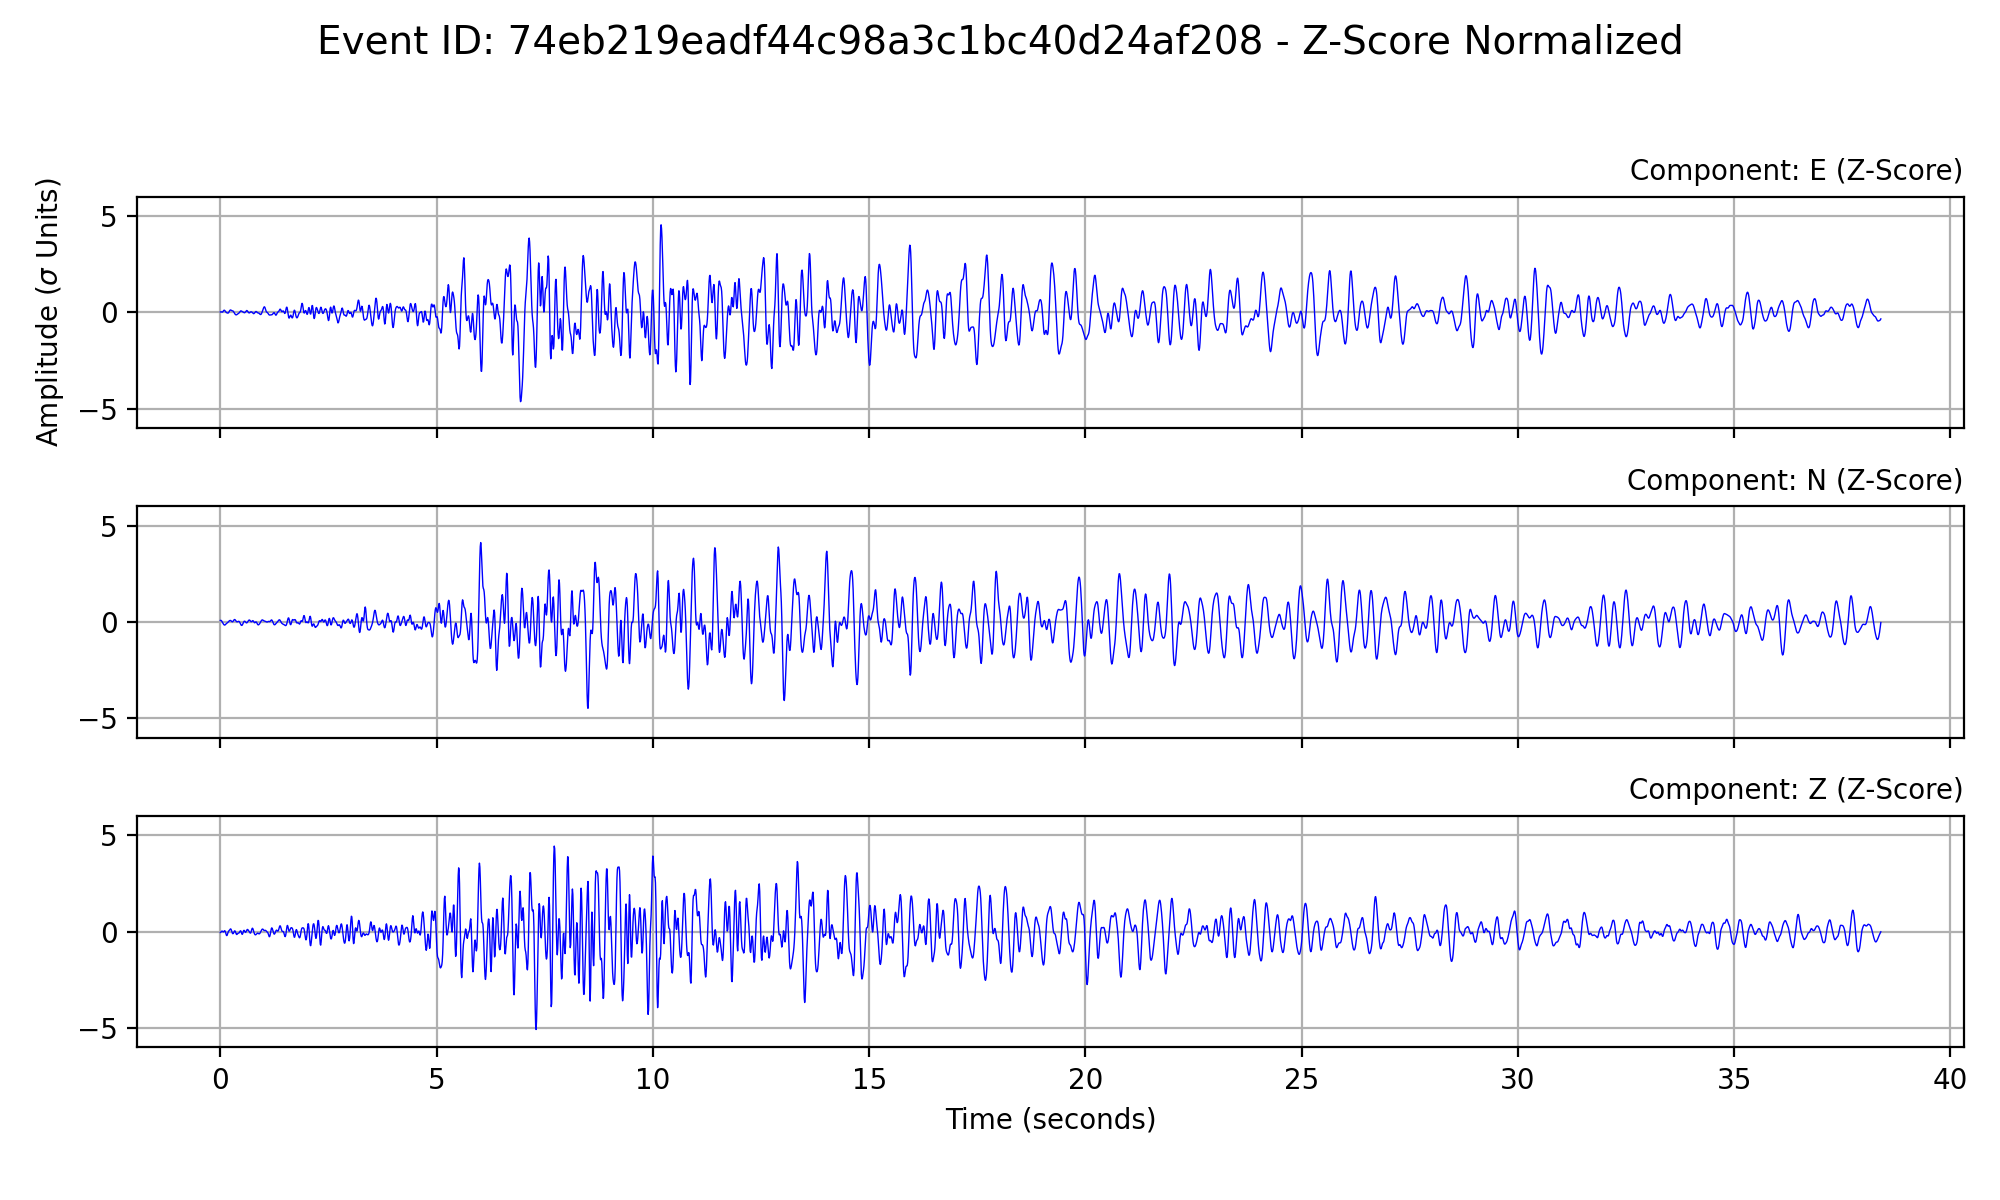 Event ID: 74eb219eadf44c98a3c1bc40d24af208 - Z-Score Normalized
Component: E (Z-Score)
Amplitude (σ Units)
5
0
−5
Component: N (Z-Score)
5
0
−5
Component: Z (Z-Score)
5
0
−5
0 5 10 15 20 25 30 35 40
Time (seconds)